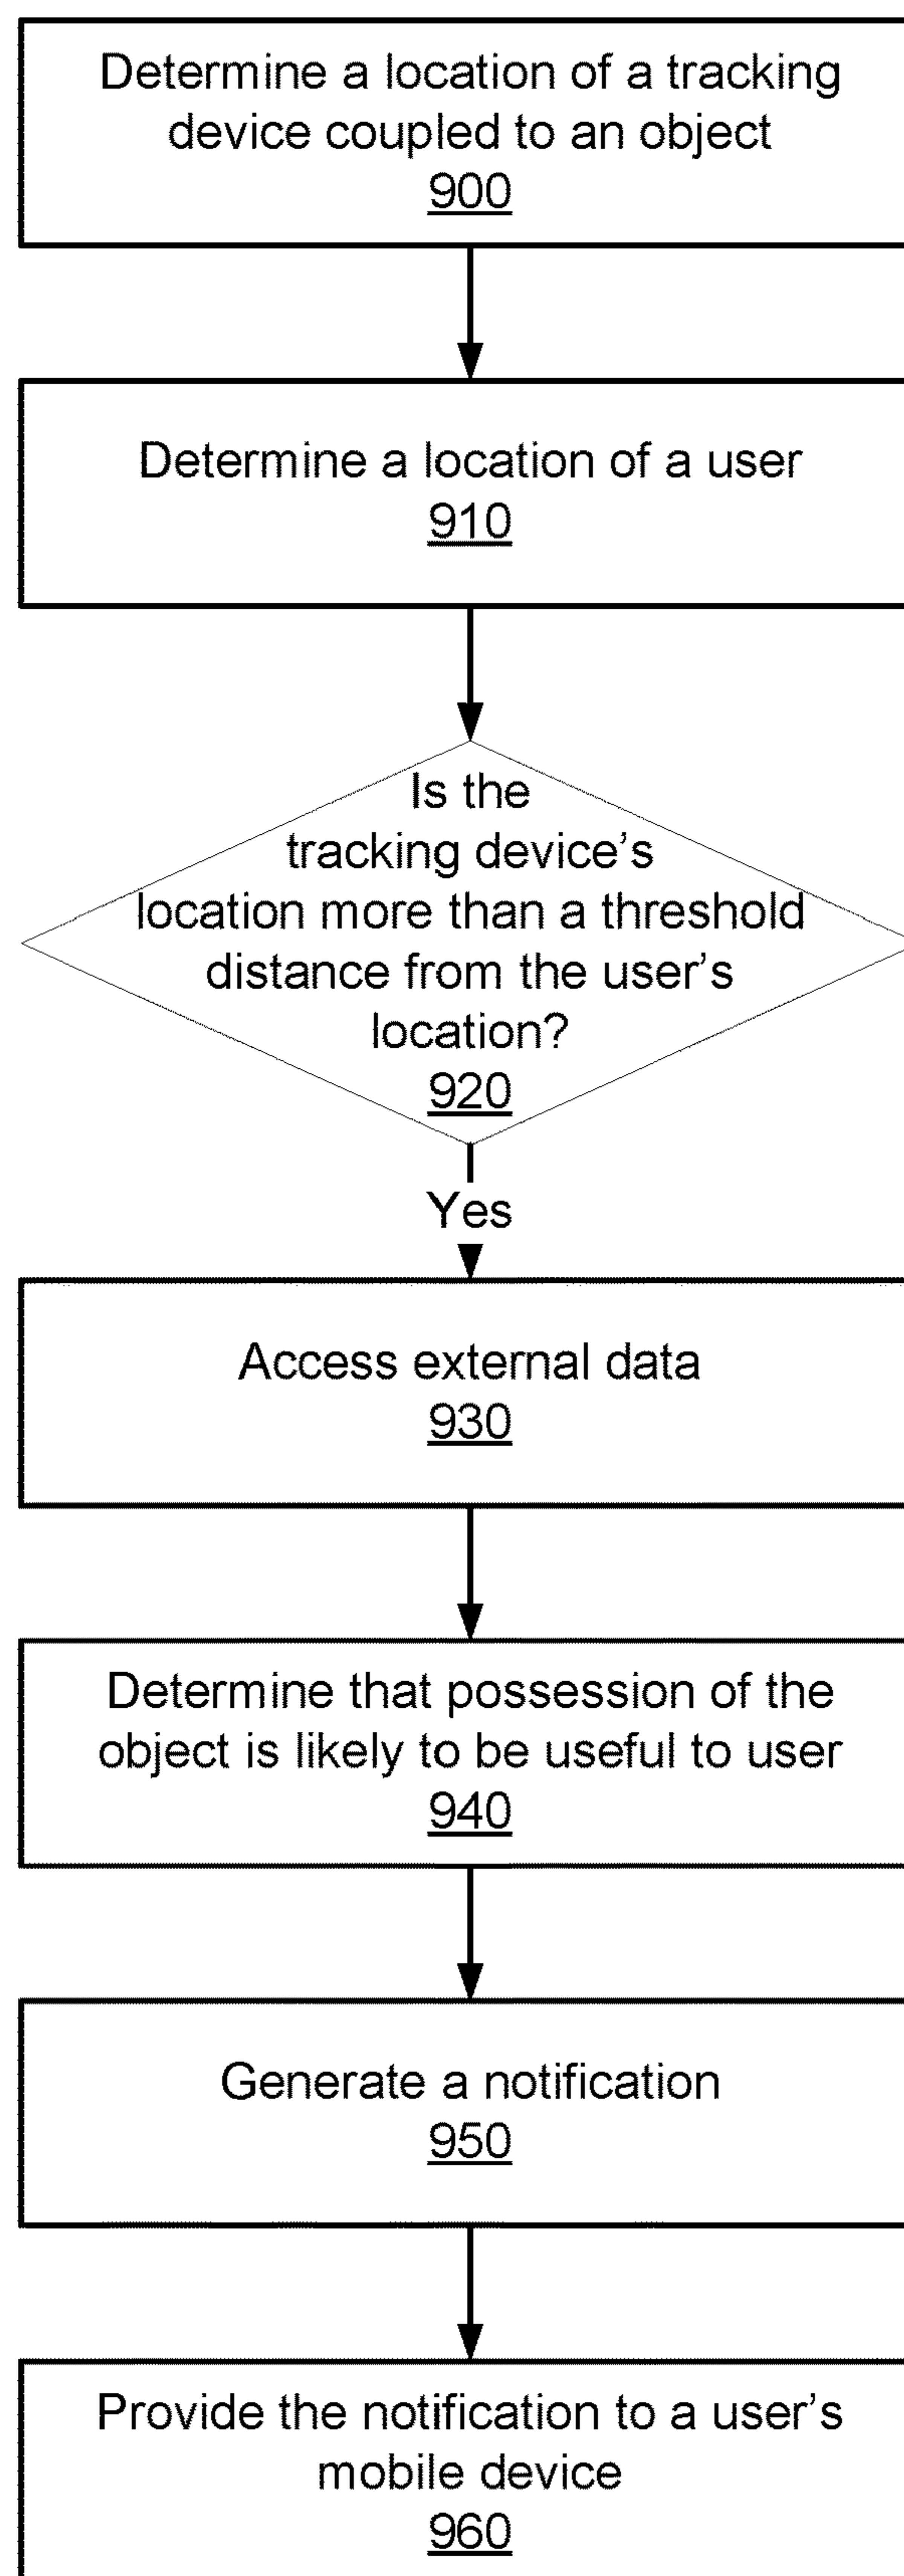 Determine a location of a tracking
device coupled to an object
900
Determine a location of a user
910
Is the
tracking device’s
location more than a threshold
distance from the user’s
location?
920
Yes
Access external data
930
Determine that possession of the
object is likely to be useful to user
940
Generate a notification
950
Provide the notification to a user’s
mobile device
960